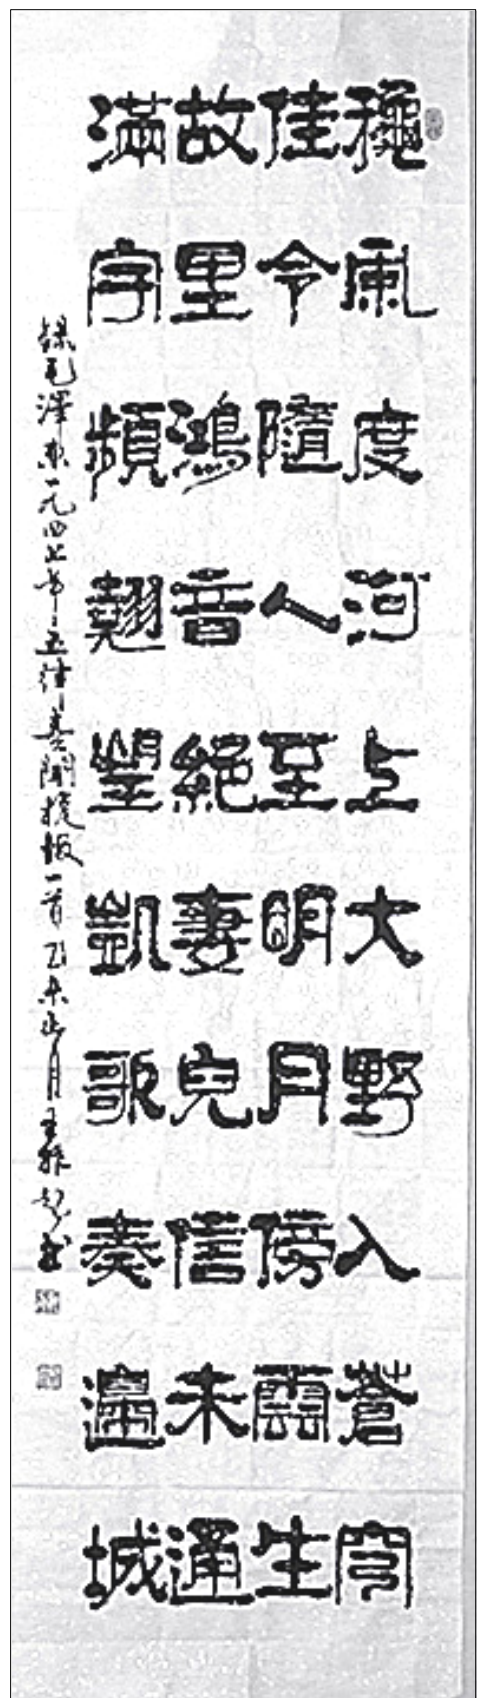 穐風度河上大野入蒼穹
佳令隨人至明月傍雲生
故里鴻音絕妻兒信未通
滿宇頻翹望凱歌奏邊城
錄毛澤東一九四七年五律喜聞捷報一首乙未正月